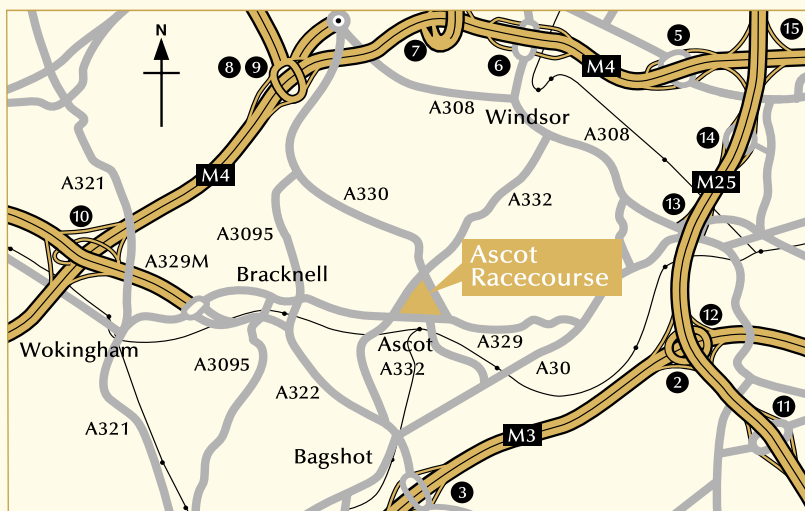 N
7
5
15
8 9
6
M4
A308
Windsor
A308
14
M4
A321
A330
A332
M25
13
10
A3095
A329M
Bracknell
Ascot
Racecourse
12
Wokingham
Ascot
A329
A3095
A332
A30
2
A322
A321
M3
11
Bagshot
3